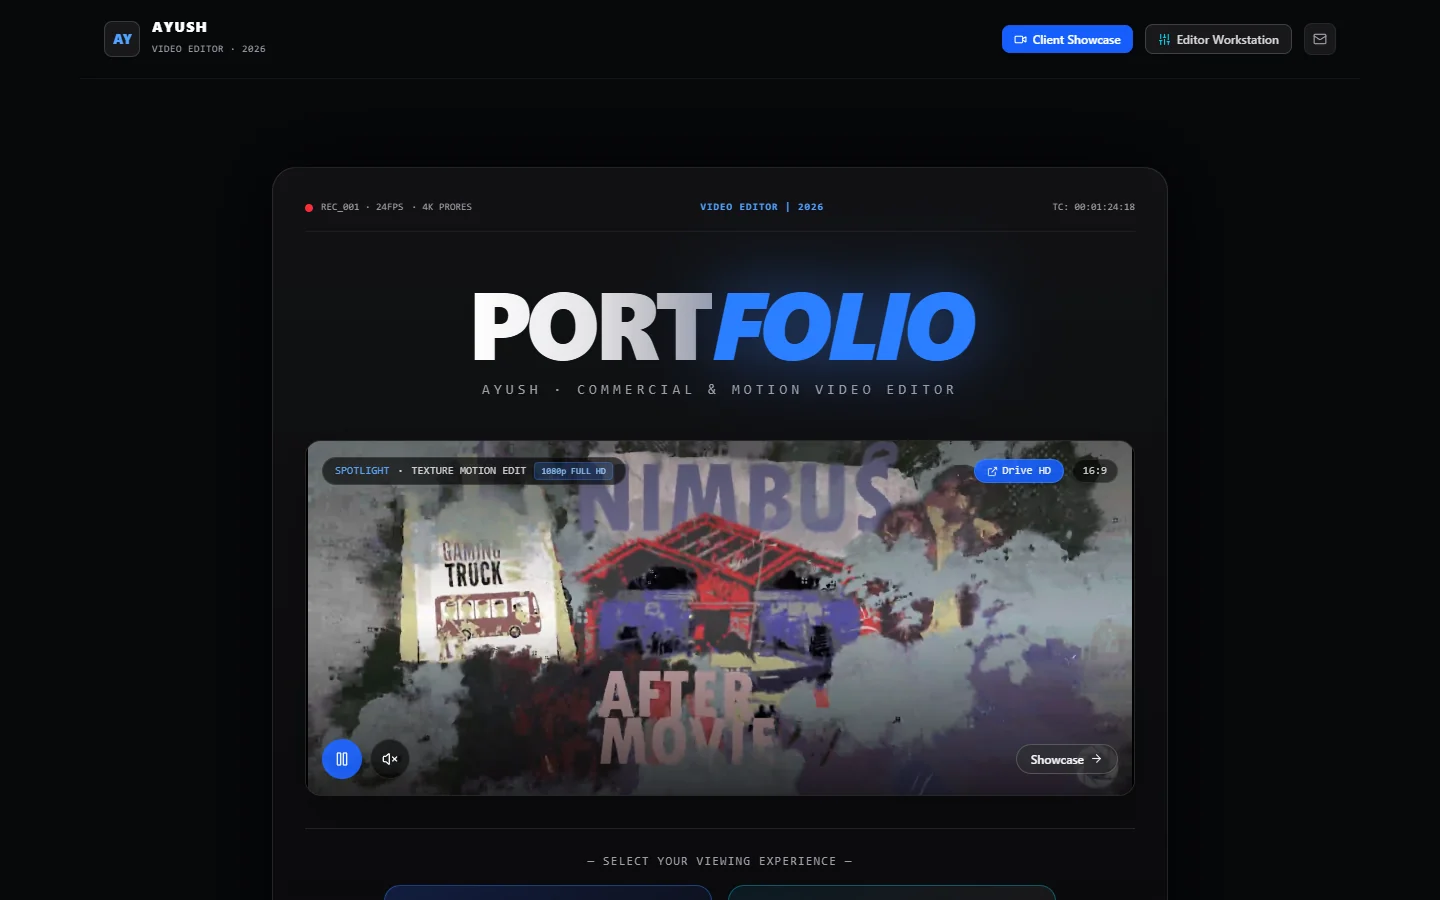 AY
AYUSH
VIDEO EDITOR · 2026
Client Showcase
Editor Workstation
REC_001 · 24FPS · 4K PRORES
VIDEO EDITOR | 2026
TC: 00:01:24:18
PORTFOLIO
AYUSH · COMMERCIAL & MOTION VIDEO EDITOR
SPOTLIGHT · TEXTURE MOTION EDIT 1080p FULL HD
Drive HD
16:9
NIMBUS
GAMING
TRUCK
AFTER
MOVIE
Showcase →
— SELECT YOUR VIEWING EXPERIENCE —